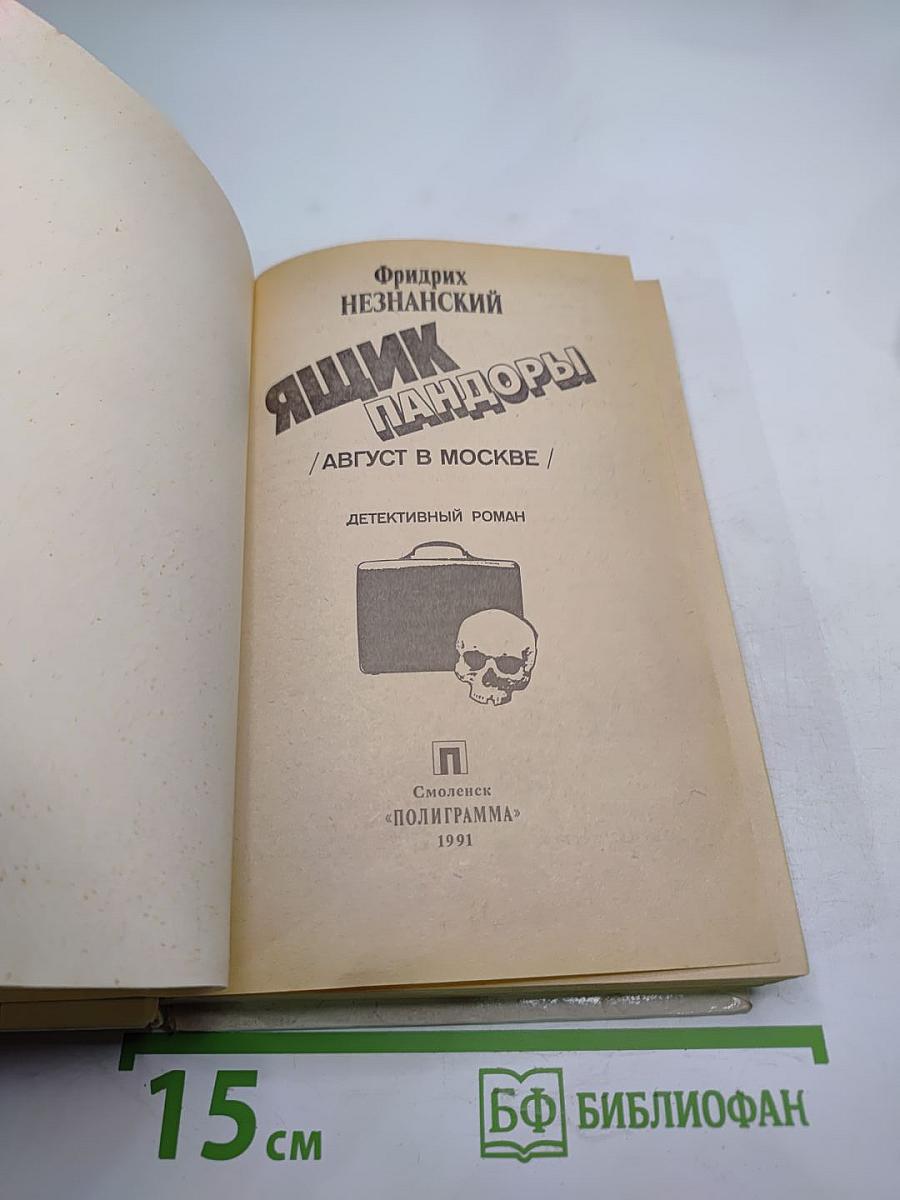 Фридрих
НЕЗНАНСКИЙ
ЯЩИК
ПАНДОРЫ
/АВГУСТ В МОСКВЕ/
ДЕТЕКТИВНЫЙ РОМАН
П
Смоленск
«ПОЛИГРАММА»
1991
15 см
БФ БИБЛИОФАН